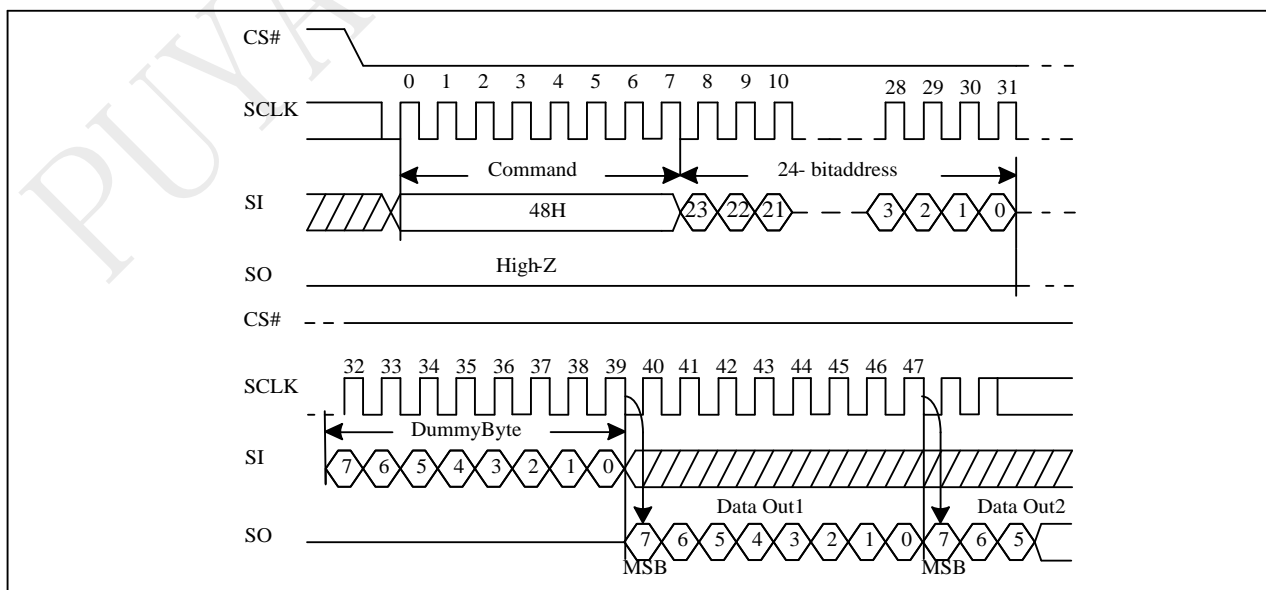 PUYA
CS#
0 1 2 3 4 5 6 7 8 9 10 28 29 30 31
SCLK
Command 24- bitaddress
SI 48H 23 22 21 3 2 1 0
High-Z
SO
CS#
32 33 34 35 36 37 38 39 40 41 42 43 44 45 46 47
SCLK
DummyByte
SI 7 6 5 4 3 2 1 0
Data Out1 Data Out2
SO 7 6 5 4 3 2 1 0 7 6 5
MSB MSB